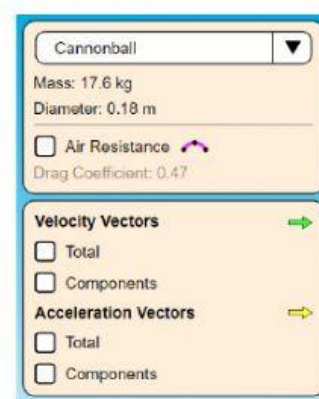 Cannonball
Mass: 17.6 kg
Diameter: 0.18 m
Air Resistance
Drag Coefficient: 0.47
Velocity Vectors
Total
Components
Acceleration Vectors
Total
Components